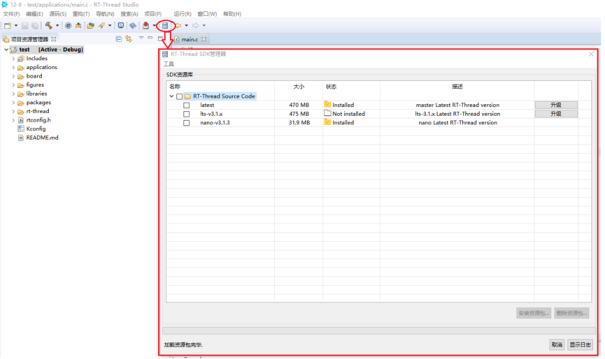 12-9 - test/applications/main.c - RT-Thread Studio
文件(F) 编辑(E) 源码(S) 重构(T) 导航(N) 搜索(A) 项目(P) 运行(R) 窗口(W) 帮助(H)
项目资源管理器
main.c
test [Active - Debug]
Includes
applications
board
figures
libraries
packages
rt-thread
rtconfig.h
Kconfig
README.md
RT-Thread SDK管理器
工具
SDK资源库
名称 大小 状态 描述
RT-Thread Source Code
latest 470 MB Installed master Latest RT-Thread version 升级
lts-v3.1.x 475 MB Not installed lts-3.1.x Latest RT-Thread version 升级
nano-v3.1.3 31.9 MB Installed nano Latest RT-Thread version
安装资源包... 删除资源包...
加载资源包完毕.
取消 显示日志